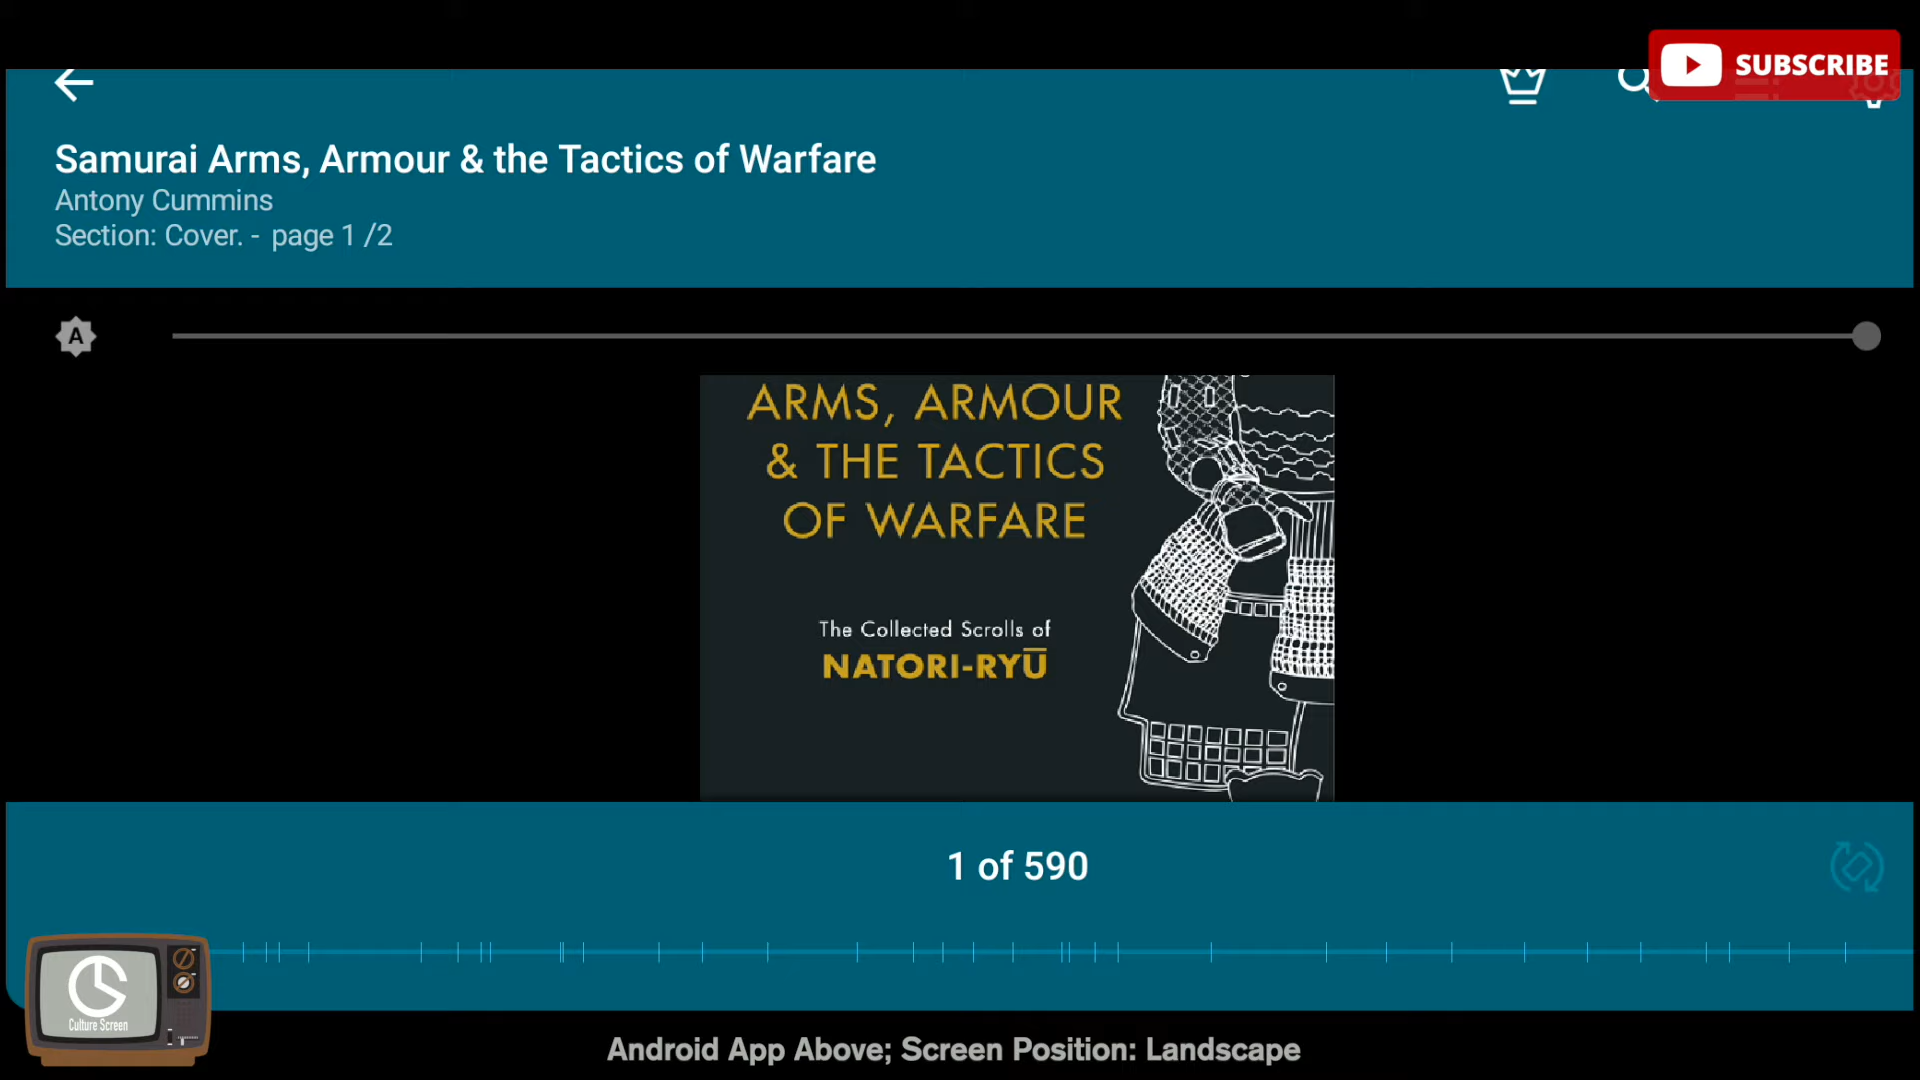 SUBSCRIBE
Samurai Arms, Armour & the Tactics of Warfare
Antony Cummins
Section: Cover. - page 1 /2
A
ARMS, ARMOUR
& THE TACTICS
OF WARFARE
The Collected Scrolls of
NATORI-RYŪ
1 of 590
Culture Screen
Android App Above; Screen Position: Landscape